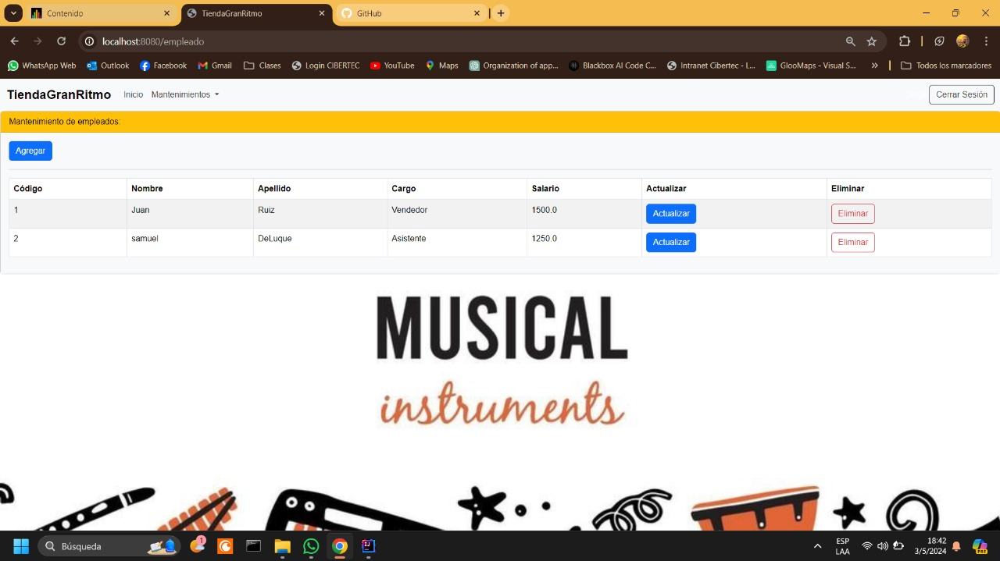 Contenido
TiendaGranRitmo
GitHub
localhost:8080/empleado
WhatsApp Web Outlook Facebook Gmail Clases Login CIBERTEC YouTube Maps Organization of app... Blackbox AI Code C... Intranet Cibertec - L... GlooMaps - Visual S... Todos los marcadores
TiendaGranRitmo Inicio Mantenimientos Cerrar Sesión
Mantenimiento de empleados:
Agregar
Código Nombre Apellido Cargo Salario Actualizar Eliminar
1 Juan Ruiz Vendedor 1500.0 Actualizar Eliminar
2 samuel DeLuque Asistente 1250.0 Actualizar Eliminar
MUSICAL
instruments
Búsqueda
1
ESP
LAA
18:42
3/5/2024
PRE